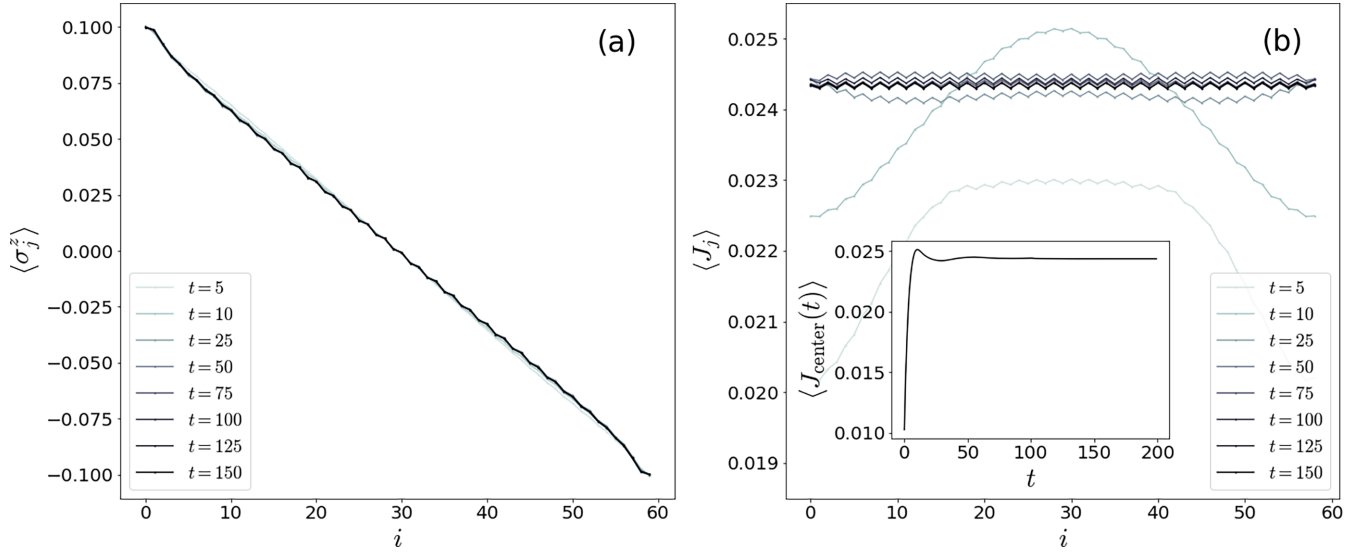 (a)
0.100
0.075
0.050
0.025
0.000
−0.025
−0.050
−0.075
−0.100
⟨σ_j^z⟩
t = 5
t = 10
t = 25
t = 50
t = 75
t = 100
t = 125
t = 150
0 10 20 30 40 50 60
i
(b)
0.025
0.024
0.023
0.022
0.021
0.020
0.019
⟨J_j⟩
0.025
0.020
0.015
0.010
⟨J_center(t)⟩
0 50 100 150 200
t
t = 5
t = 10
t = 25
t = 50
t = 75
t = 100
t = 125
t = 150
0 10 20 30 40 50 60
i